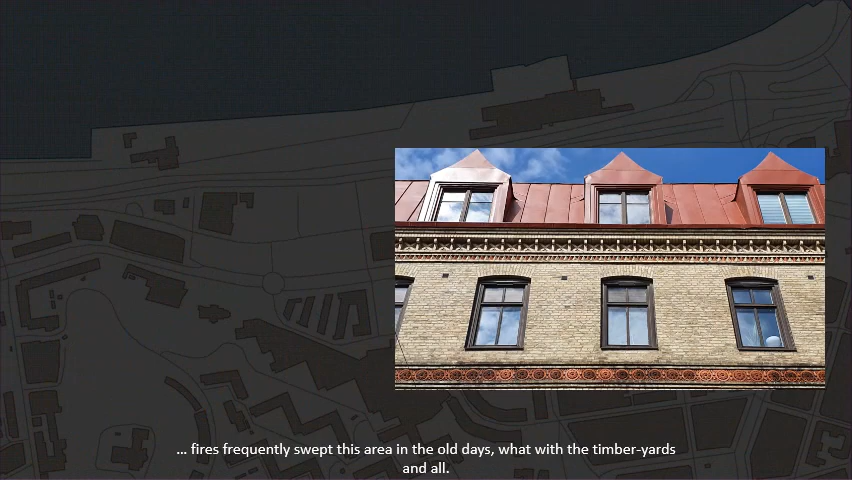 … fires frequently swept this area in the old days, what with the timber-yards
and all.